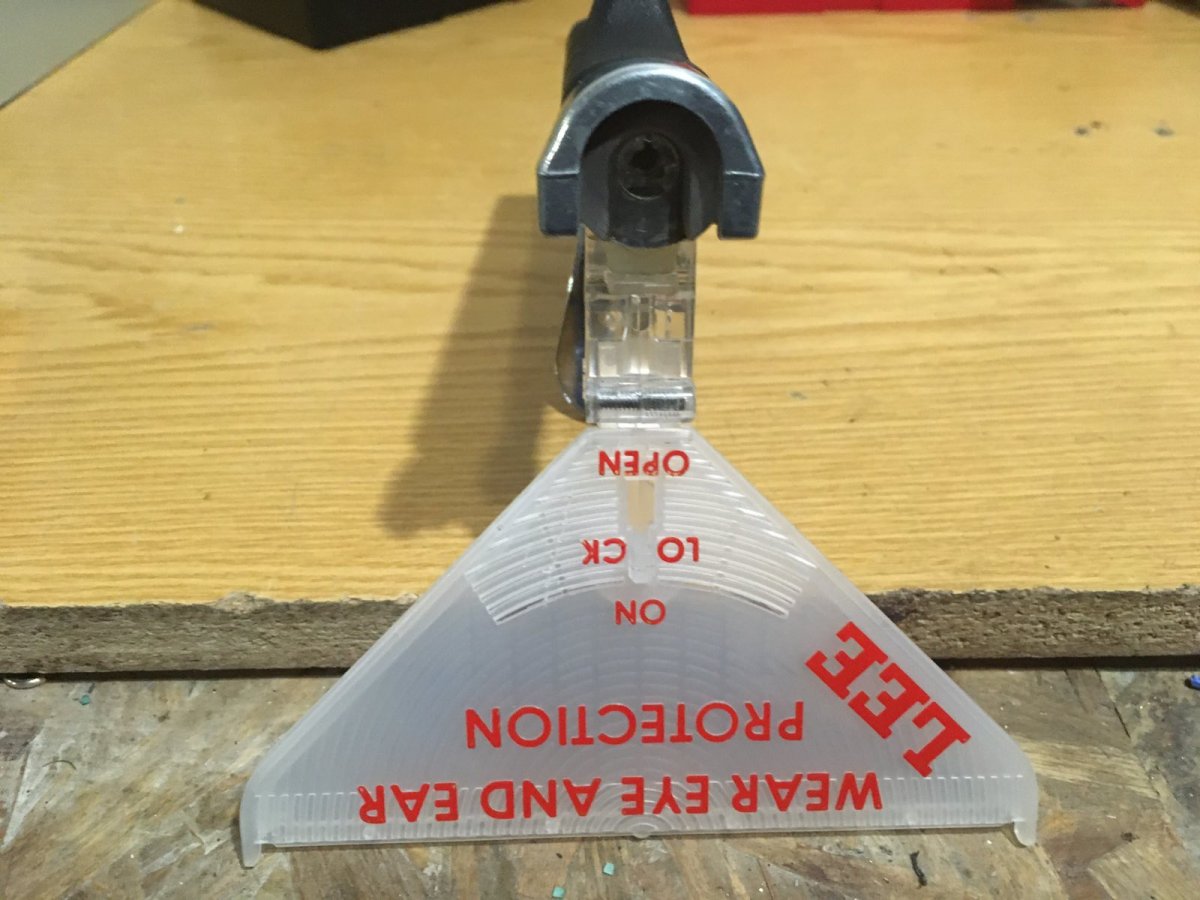 WEAR EYE AND EAR
PROTECTION
LEE
ON
LO CK
OPEN